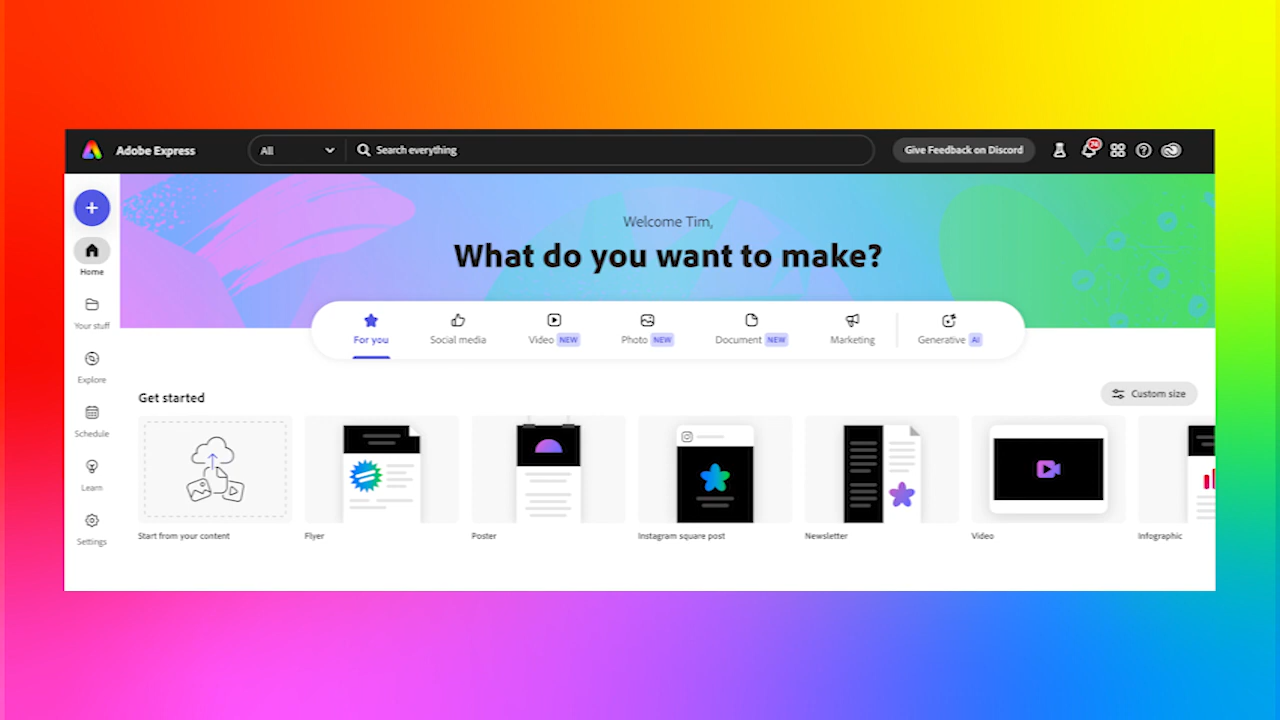 Adobe Express
All
Search everything
Give Feedback on Discord
Welcome Tim,
What do you want to make?
Home
Your stuff
Explore
Schedule
Learn
Settings
For you
Social media
Video NEW
Photo NEW
Document NEW
Marketing
Generative AI
Get started
Custom size
Start from your content
Flyer
Poster
Instagram square post
Newsletter
Video
Infographic